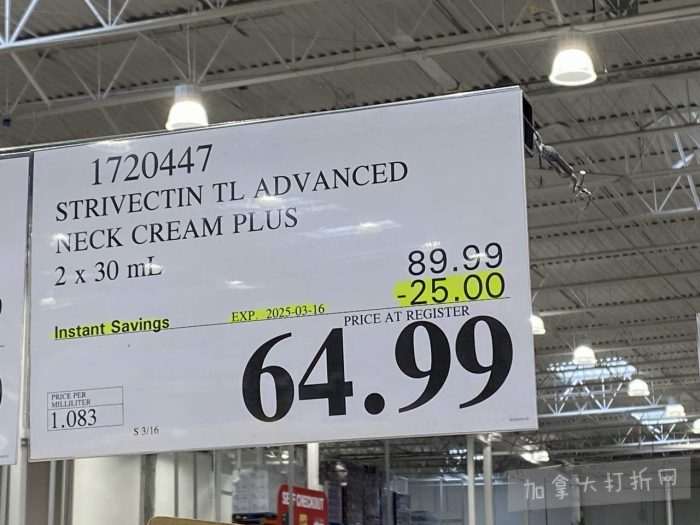 1720447
STRIVECTIN TL ADVANCED
NECK CREAM PLUS
2 x 30 mL
89.99
-25.00
Instant Savings
EXP. 2025-03-16
PRICE AT REGISTER
64.99
PRICE PER
MILLILITER
1.083
S 3/16
SELF CHECKOUT
加拿大打折网